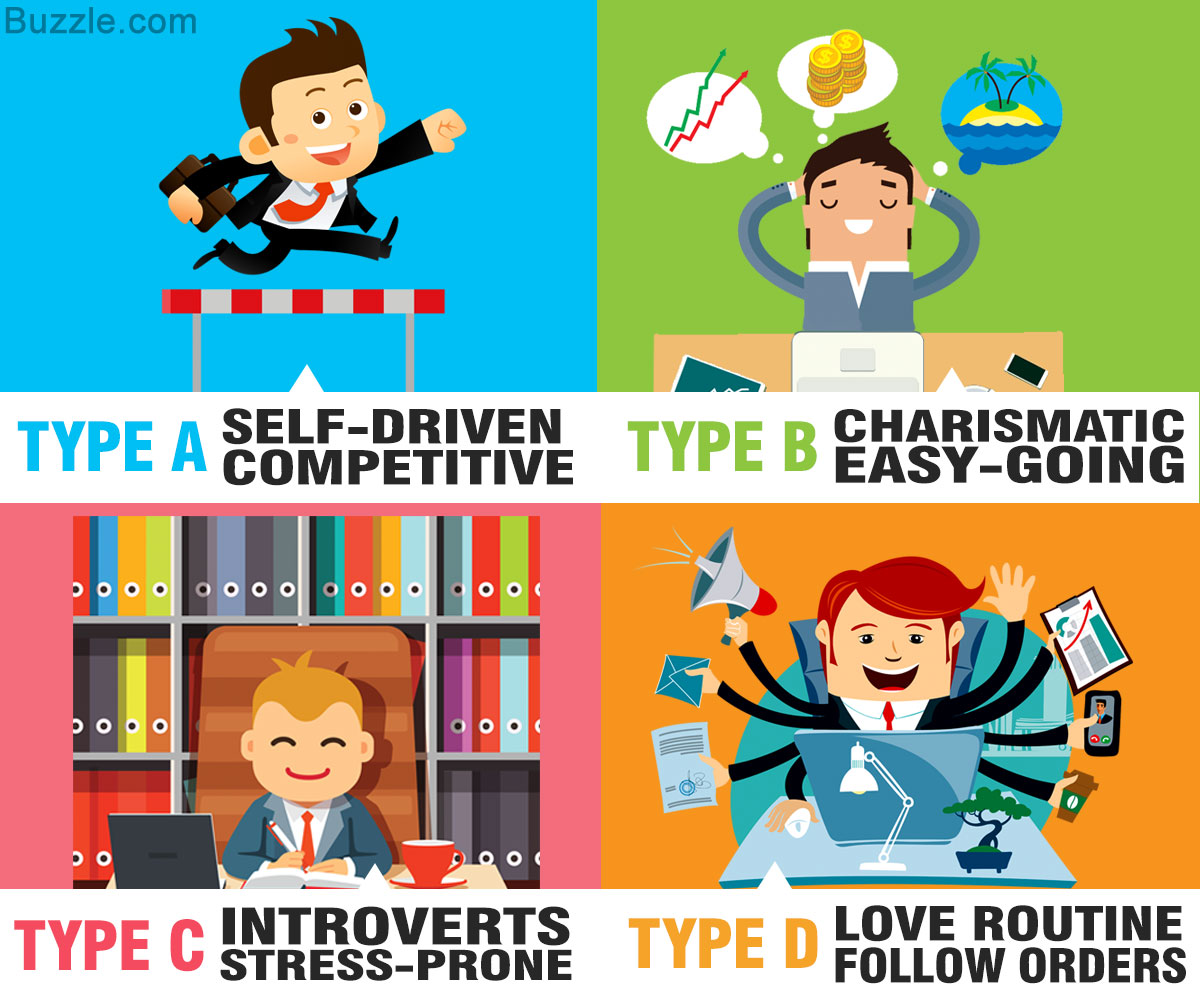 Buzzle.com
TYPE A
SELF-DRIVEN
COMPETITIVE
TYPE B
CHARISMATIC
EASY-GOING
TYPE C
INTROVERTS
STRESS-PRONE
TYPE D
LOVE ROUTINE
FOLLOW ORDERS